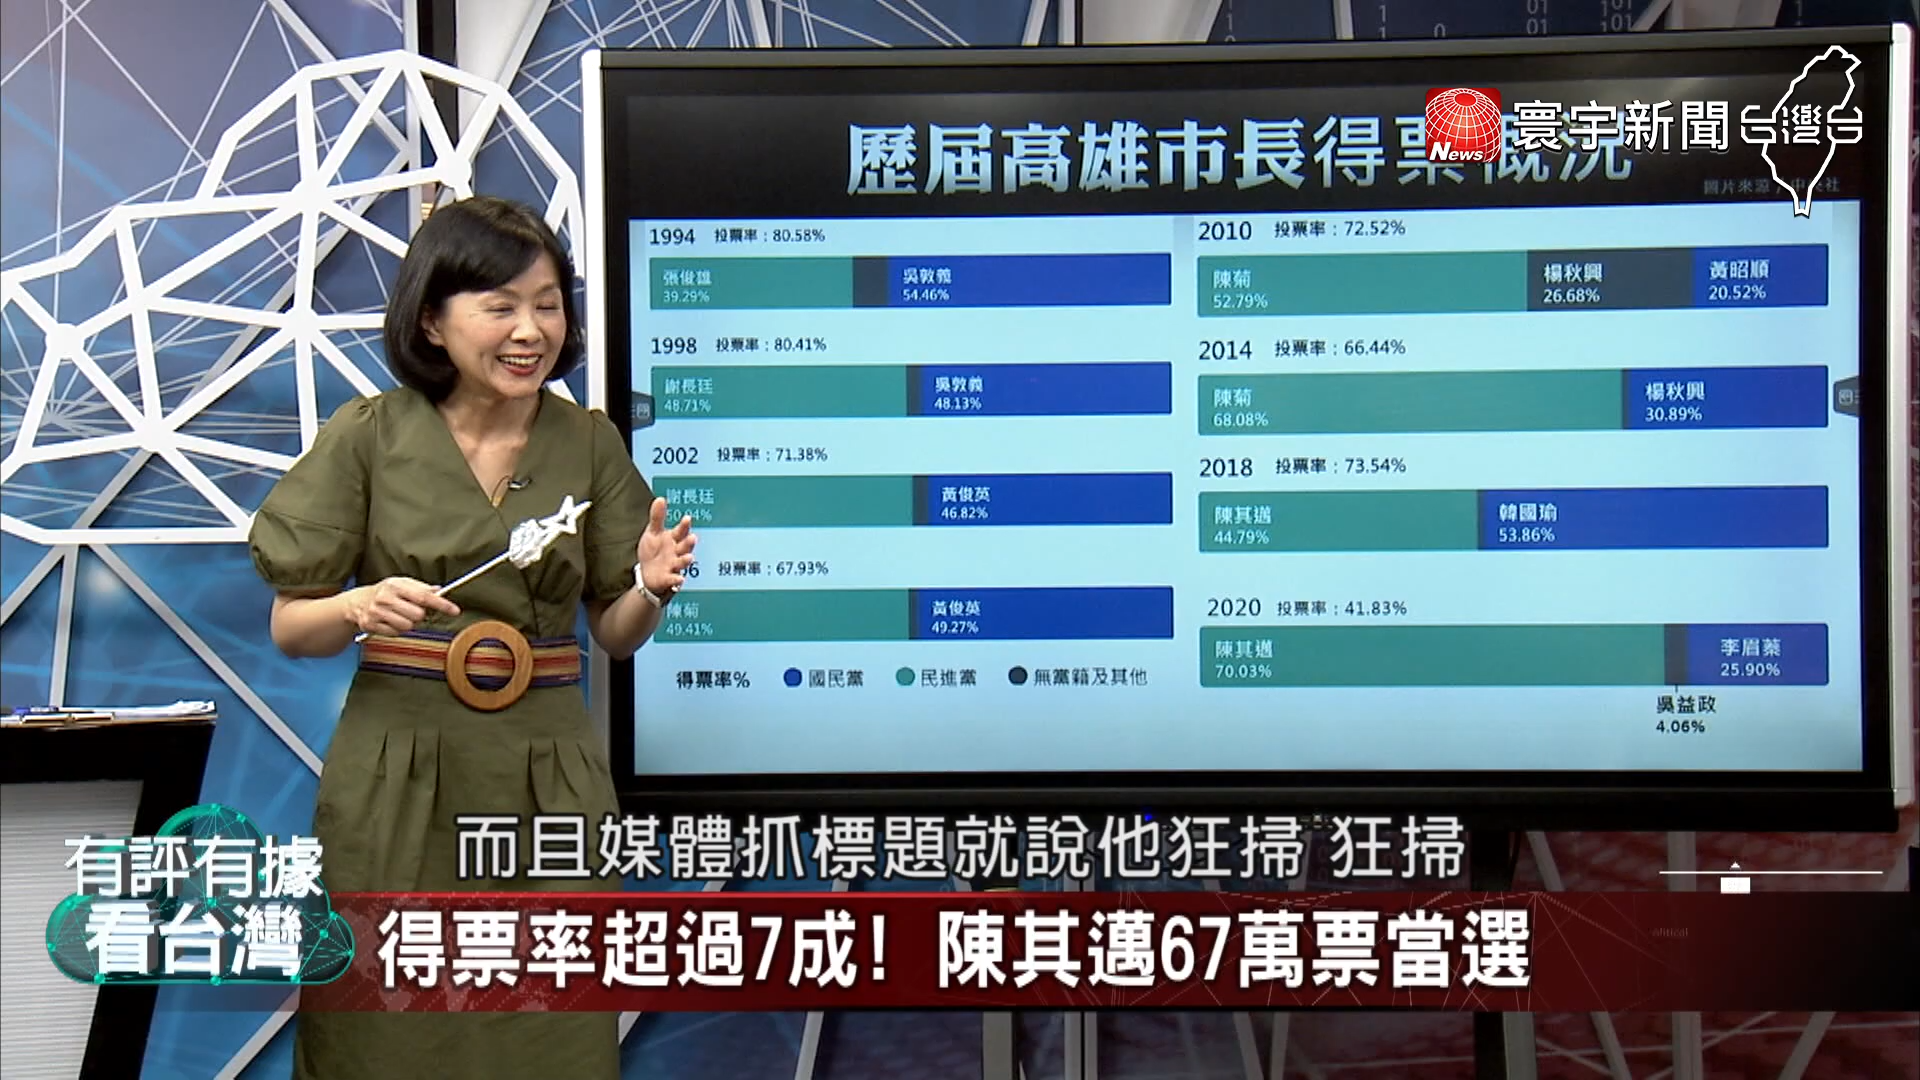 寰宇新聞 台灣台
News
歷屆高雄市長得票概況
圖片來源
1994 投票率：80.58%
張俊雄 吳敦義
39.29% 54.46%
1998 投票率：80.41%
謝長廷 吳敦義
48.71% 48.13%
2002 投票率：71.38%
謝長廷 黃俊英
50.04% 46.82%
投票率：67.93%
陳菊 黃俊英
49.41% 49.27%
得票率% 國民黨 民進黨 無黨籍及其他
2010 投票率：72.52%
陳菊 楊秋興 黃昭順
52.79% 26.68% 20.52%
2014 投票率：66.44%
陳菊 楊秋興
68.08% 30.89%
2018 投票率：73.54%
陳其邁 韓國瑜
44.79% 53.86%
2020 投票率：41.83%
陳其邁 李眉蓁
70.03% 25.90%
吳益政
4.06%
而且媒體抓標題就說他狂掃 狂掃
有評有據
看台灣
得票率超過7成！ 陳其邁67萬票當選